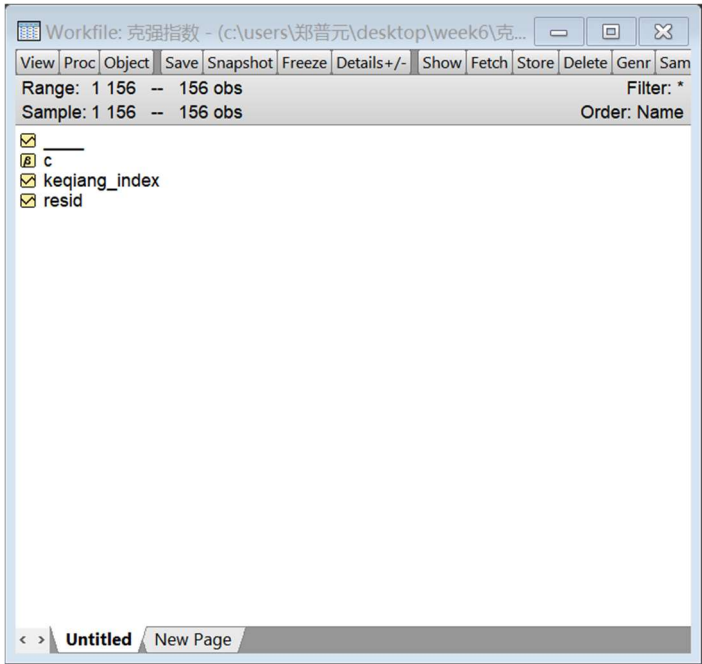 Workfile: 克强指数 - (c:\users\郑普元\desktop\week6\克...
View Proc Object Save Snapshot Freeze Details+/- Show Fetch Store Delete Genr Sam
Range: 1 156 -- 156 obs Filter: *
Sample: 1 156 -- 156 obs Order: Name
____
β c
keqiang_index
resid
< > Untitled New Page